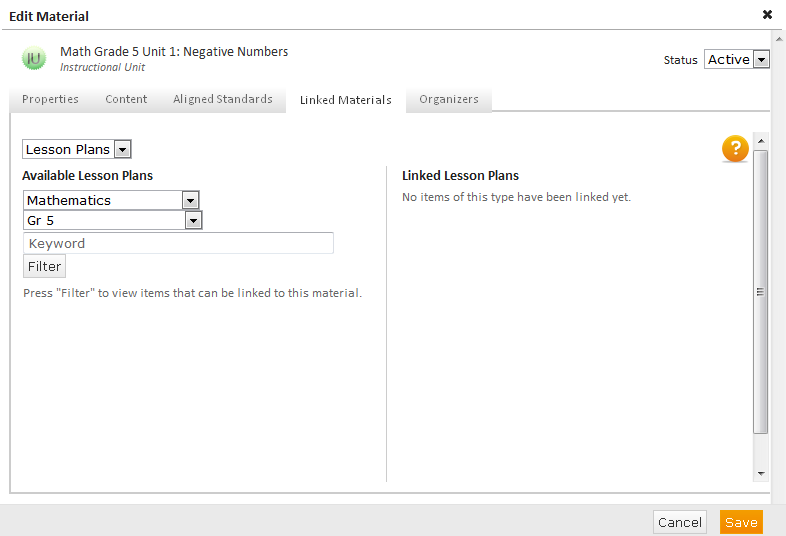 Edit Material
IU
Math Grade 5 Unit 1: Negative Numbers
Instructional Unit
Status Active
Properties Content Aligned Standards Linked Materials Organizers
Lesson Plans
?
Available Lesson Plans
Mathematics
Gr 5
Keyword
Filter
Press "Filter" to view items that can be linked to this material.
Linked Lesson Plans
No items of this type have been linked yet.
Cancel Save